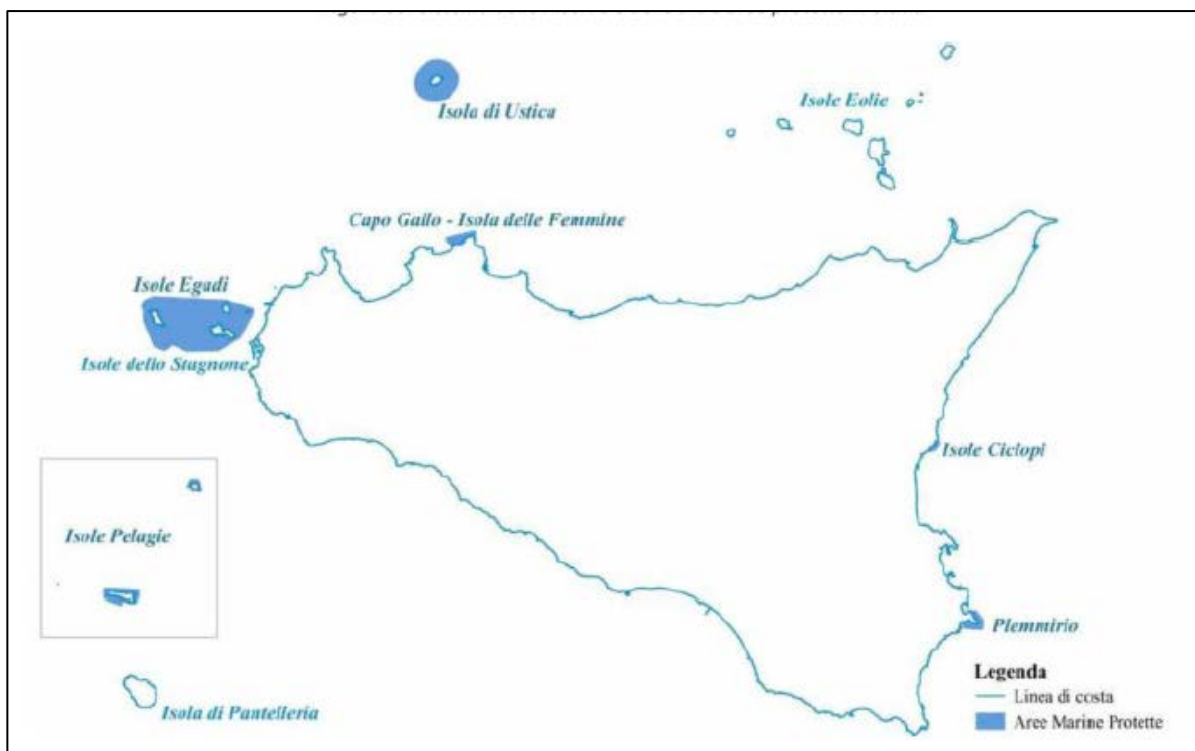 Isola di Ustica
Isole Eolie
Capo Gallo - Isola delle Femmine
Isole Egadi
Isole dello Stagnone
Isole Ciclopi
Isole Pelagie
Plemmirio
Isola di Pantelleria
Legenda
Linea di costa
Aree Marine Protette